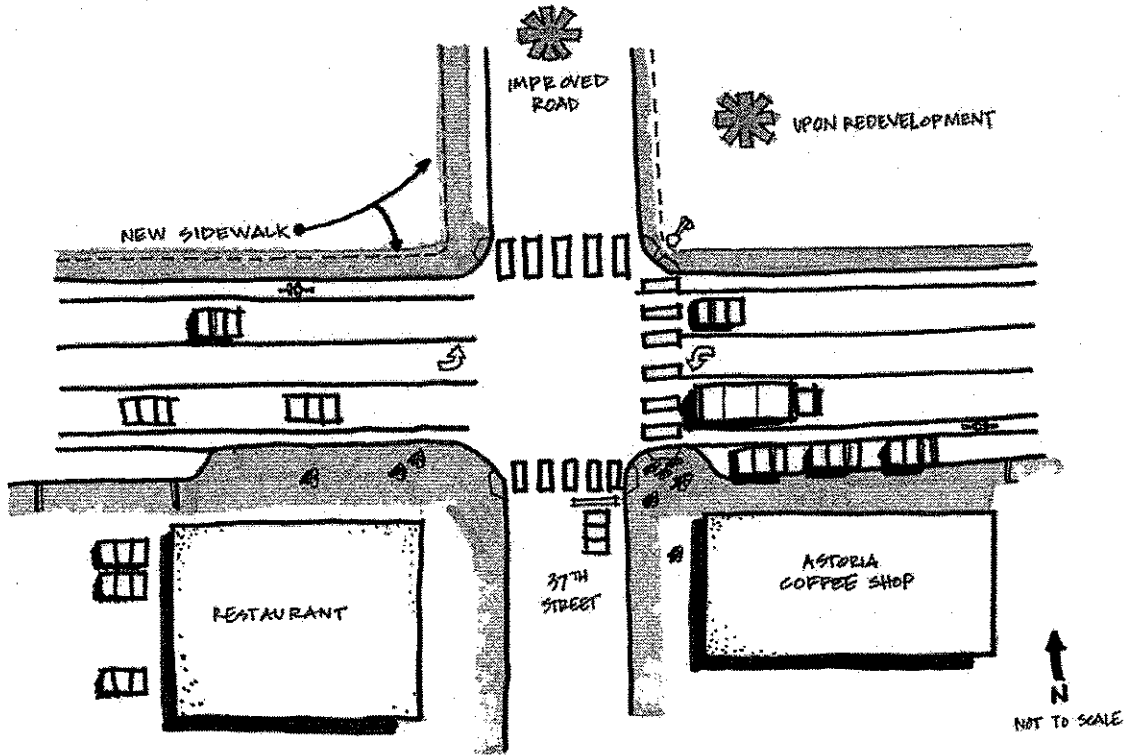 IMPROVED
ROAD
UPON REDEVELOPMENT
NEW SIDEWALK
RESTAURANT
37TH
STREET
ASTORIA
COFFEE SHOP
N
NOT TO SCALE